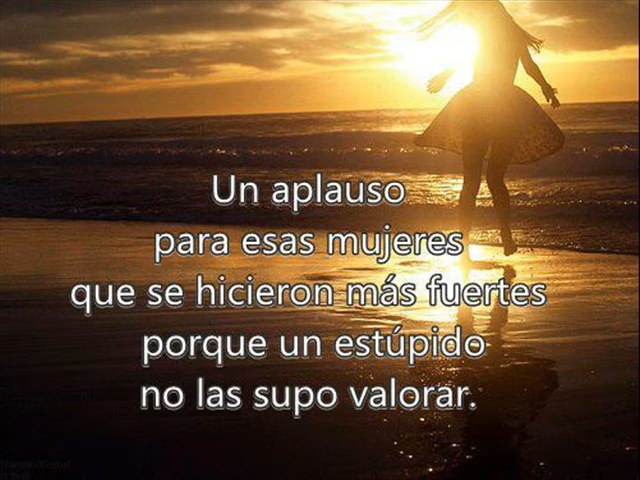 Un aplauso
para esas mujeres
que se hicieron más fuertes
porque un estúpido
no las supo valorar.